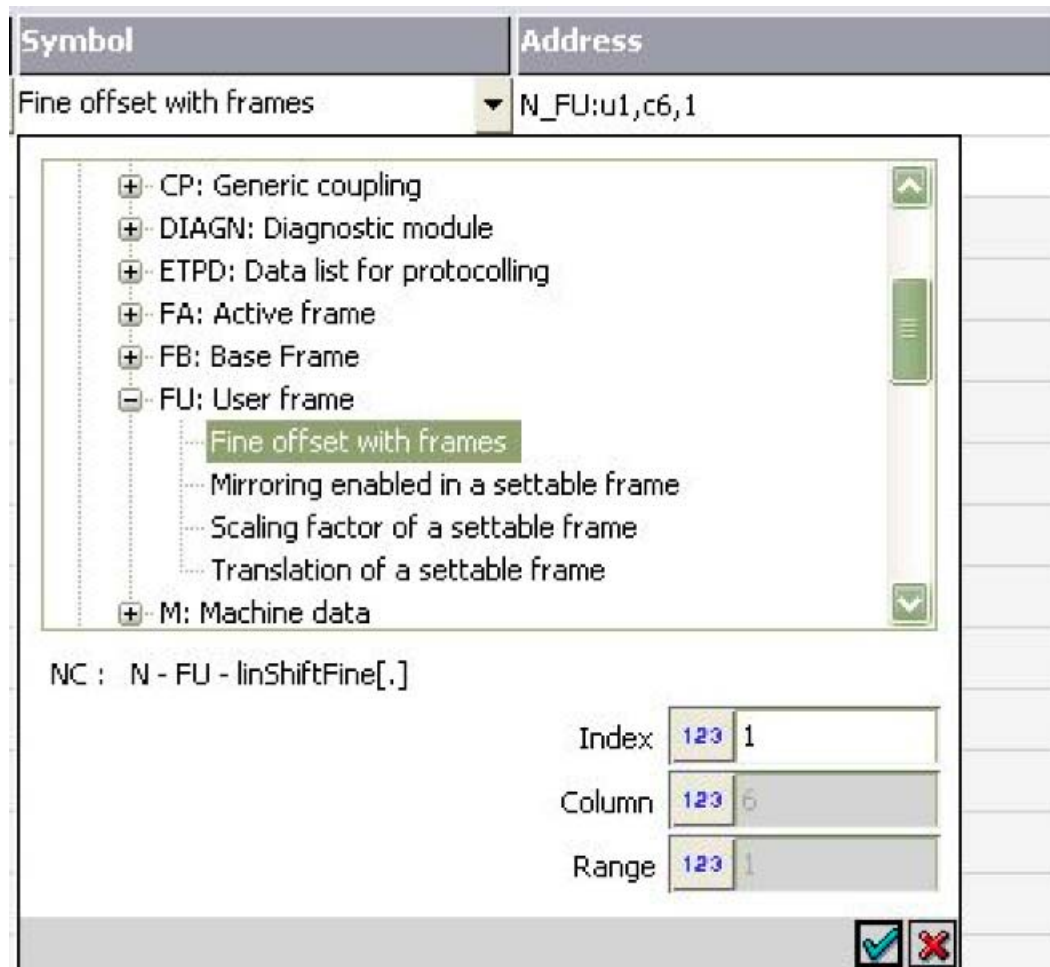 Symbol Address
Fine offset with frames N_FU:u1,c6,1
CP: Generic coupling
DIAGN: Diagnostic module
ETPD: Data list for protocolling
FA: Active frame
FB: Base Frame
FU: User frame
Fine offset with frames
Mirroring enabled in a settable frame
Scaling factor of a settable frame
Translation of a settable frame
M: Machine data
NC : N - FU - linShiftFine[.]
Index 123 1
Column 123 6
Range 123 1